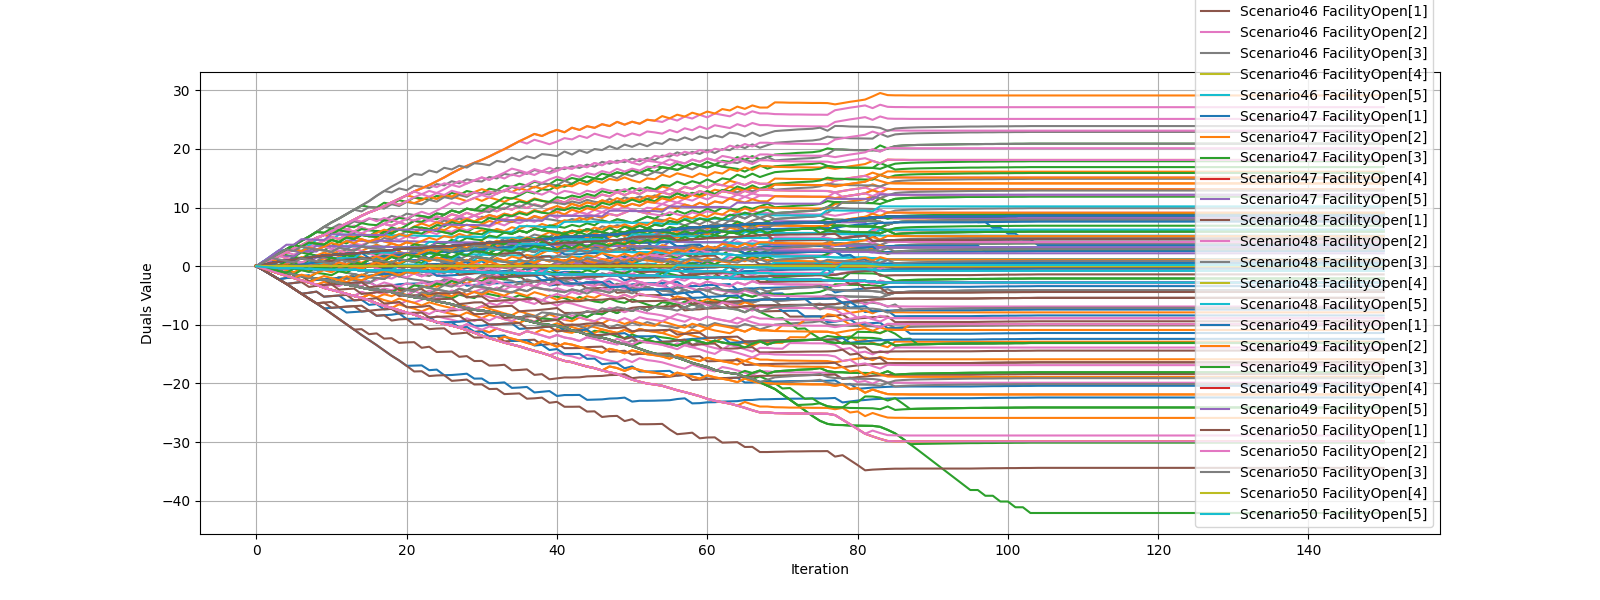 Scenario46 FacilityOpen[1]
Scenario46 FacilityOpen[2]
Scenario46 FacilityOpen[3]
Scenario46 FacilityOpen[4]
Scenario46 FacilityOpen[5]
Scenario47 FacilityOpen[1]
Scenario47 FacilityOpen[2]
Scenario47 FacilityOpen[3]
Scenario47 FacilityOpen[4]
Scenario47 FacilityOpen[5]
Scenario48 FacilityOpen[1]
Scenario48 FacilityOpen[2]
Scenario48 FacilityOpen[3]
Scenario48 FacilityOpen[4]
Scenario48 FacilityOpen[5]
Scenario49 FacilityOpen[1]
Scenario49 FacilityOpen[2]
Scenario49 FacilityOpen[3]
Scenario49 FacilityOpen[4]
Scenario49 FacilityOpen[5]
Scenario50 FacilityOpen[1]
Scenario50 FacilityOpen[2]
Scenario50 FacilityOpen[3]
Scenario50 FacilityOpen[4]
Scenario50 FacilityOpen[5]
30
20
10
0
−10
−20
−30
−40
Duals Value
0 20 40 60 80 100 120 140
Iteration